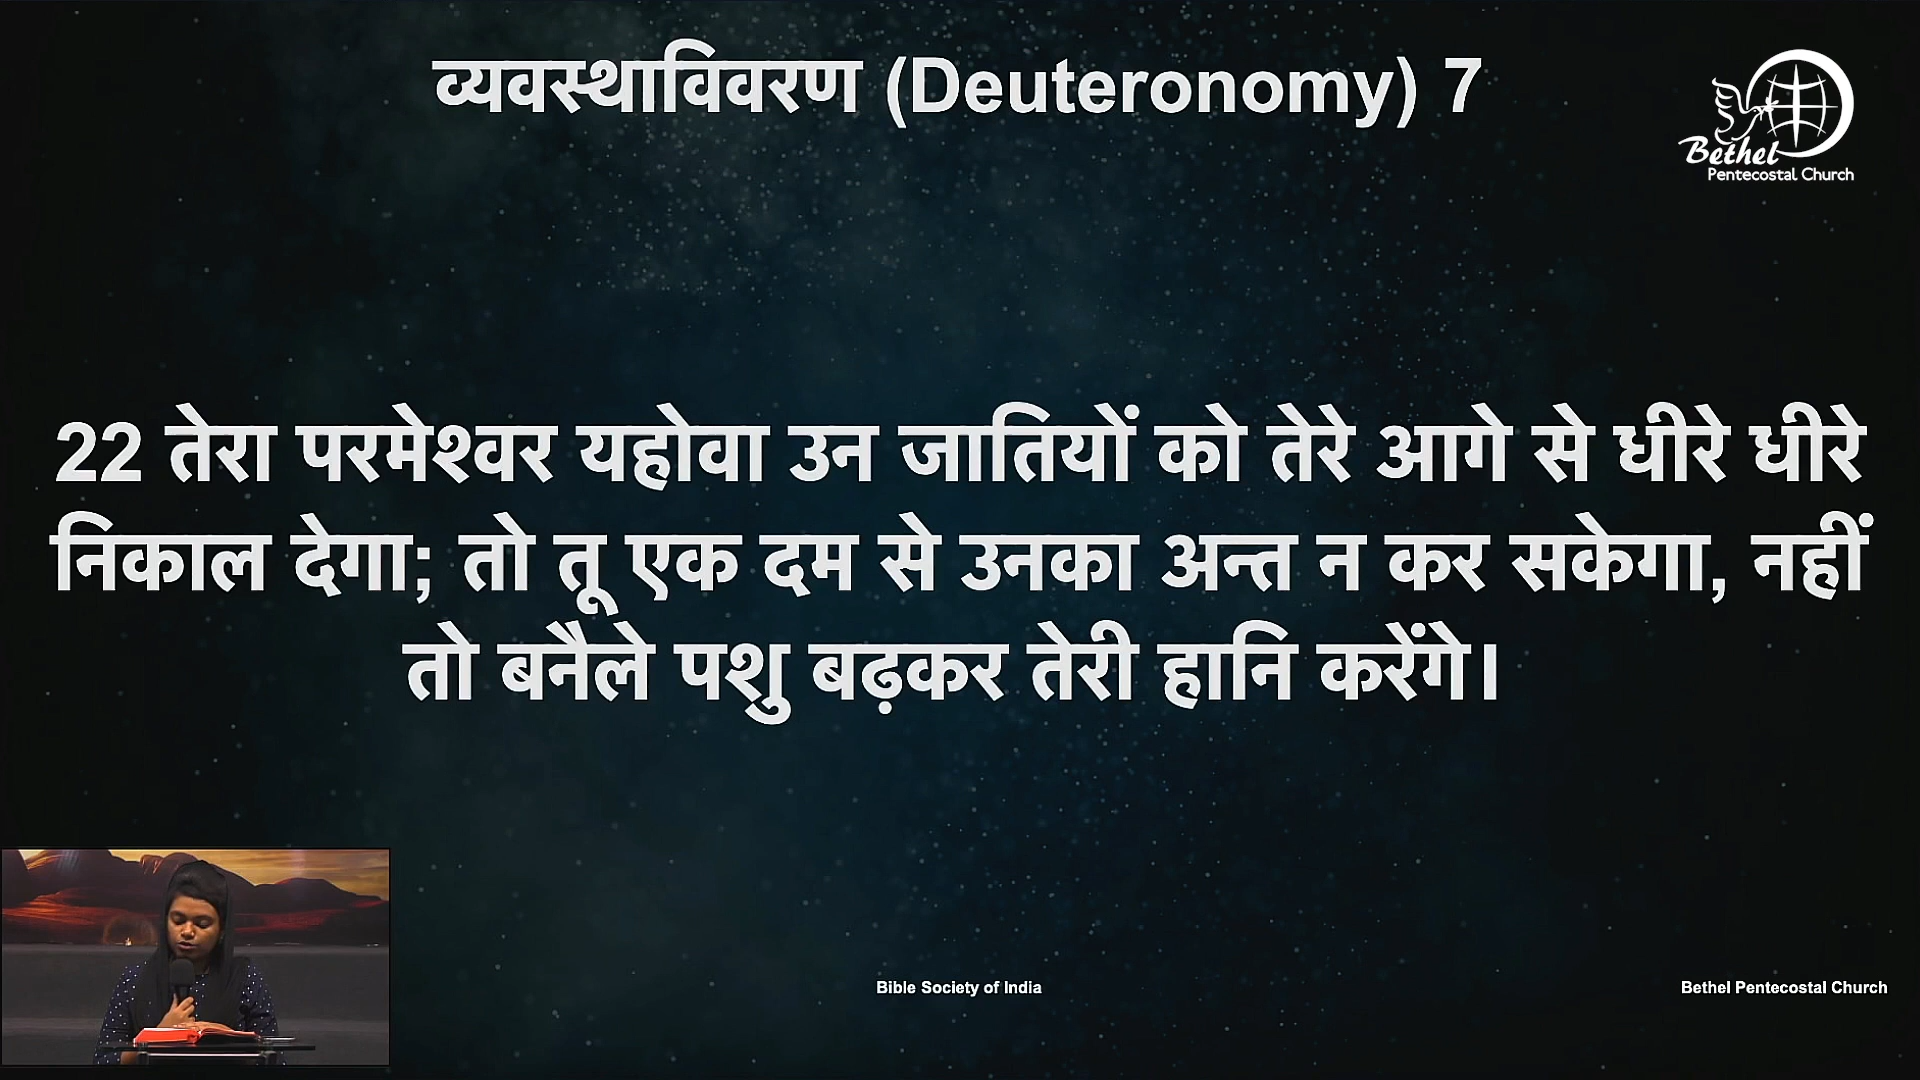 व्यवस्थाविवरण (Deuteronomy) 7
Bethel
Pentecostal Church
22 तेरा परमेश्वर यहोवा उन जातियों को तेरे आगे से धीरे धीरे
निकाल देगा; तो तू एक दम से उनका अन्त न कर सकेगा, नहीं
तो बनैले पशु बढ़कर तेरी हानि करेंगे।
Bible Society of India
Bethel Pentecostal Church